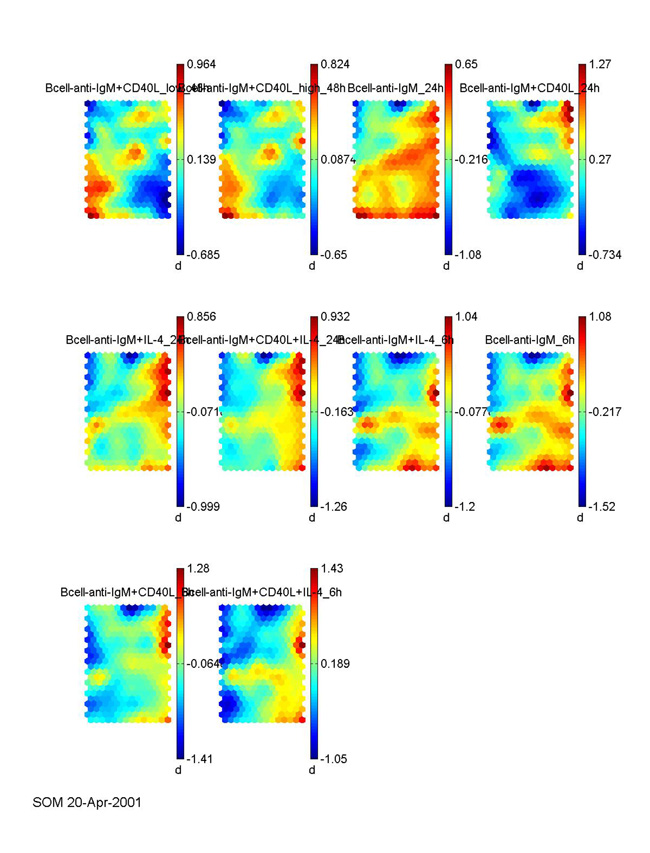 0.964 0.824 0.65 1.27
Bcell-anti-IgM+CD40L_low_48h Bcell-anti-IgM+CD40L_high_48h Bcell-anti-IgM_24h Bcell-anti-IgM+CD40L_24h
0.139 0.0874 -0.216 0.27
-0.685 -0.65 -1.08 -0.734
d d d d
0.856 0.932 1.04 1.08
Bcell-anti-IgM+IL-4_24h Bcell-anti-IgM+CD40L+IL-4_24h Bcell-anti-IgM+IL-4_6h Bcell-anti-IgM_6h
-0.163 -0.217
-0.999 -1.26 -1.2 -1.52
d d d d
1.28 1.43
Bcell-anti-IgM+CD40L_6h Bcell-anti-IgM+CD40L+IL-4_6h
0.189
-1.41 -1.05
d d
SOM 20-Apr-2001